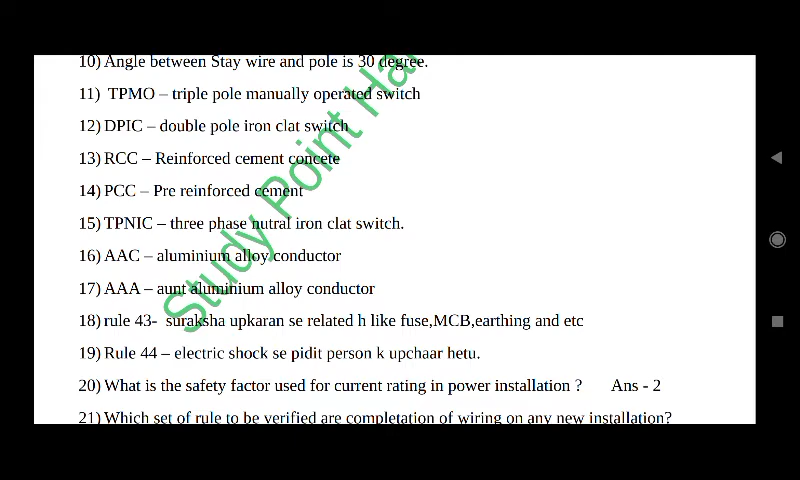 10) Angle between Stay wire and pole is 30 degree.
11) TPMO – triple pole manually operated switch
12) DPIC – double pole iron clat switch
13) RCC – Reinforced cement concete
14) PCC – Pre reinforced cement
15) TPNIC – three phase nutral iron clat switch.
16) AAC – aluminium alloy conductor
17) AAA – aunt aluminium alloy conductor
18) rule 43- suraksha upkaran se related h like fuse,MCB,earthing and etc
19) Rule 44 – electric shock se pidit person k upchaar hetu.
20) What is the safety factor used for current rating in power installation ? Ans - 2
21) Which set of rule to be verified are completation of wiring on any new installation?
Study Point